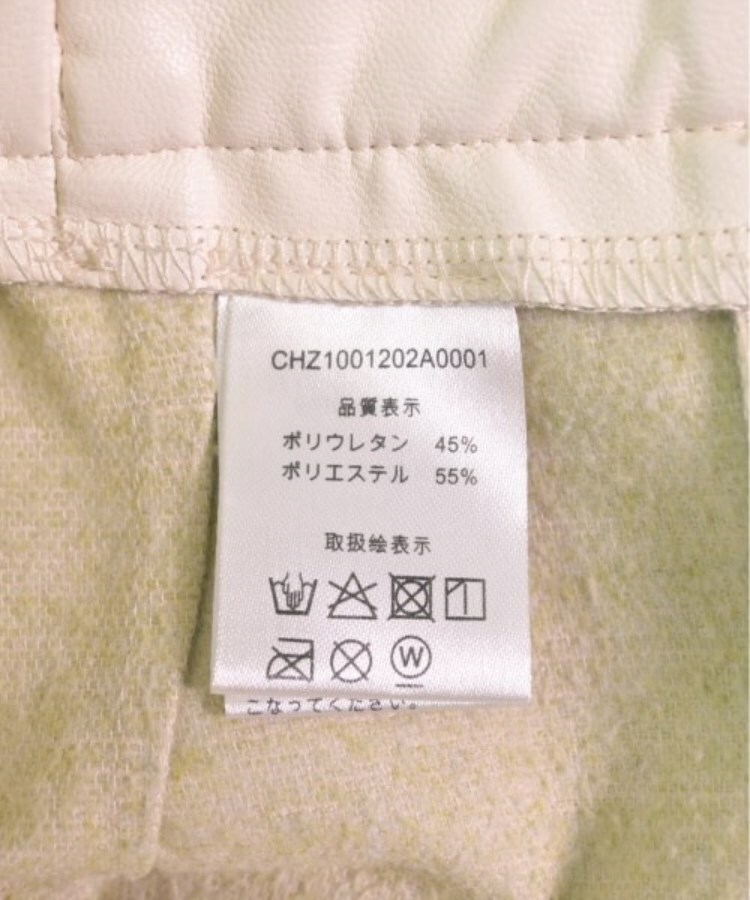 CHZ1001202A0001
品質表示
ポリウレタン 45%
ポリエステル 55%
取扱絵表示
W
こなってください。